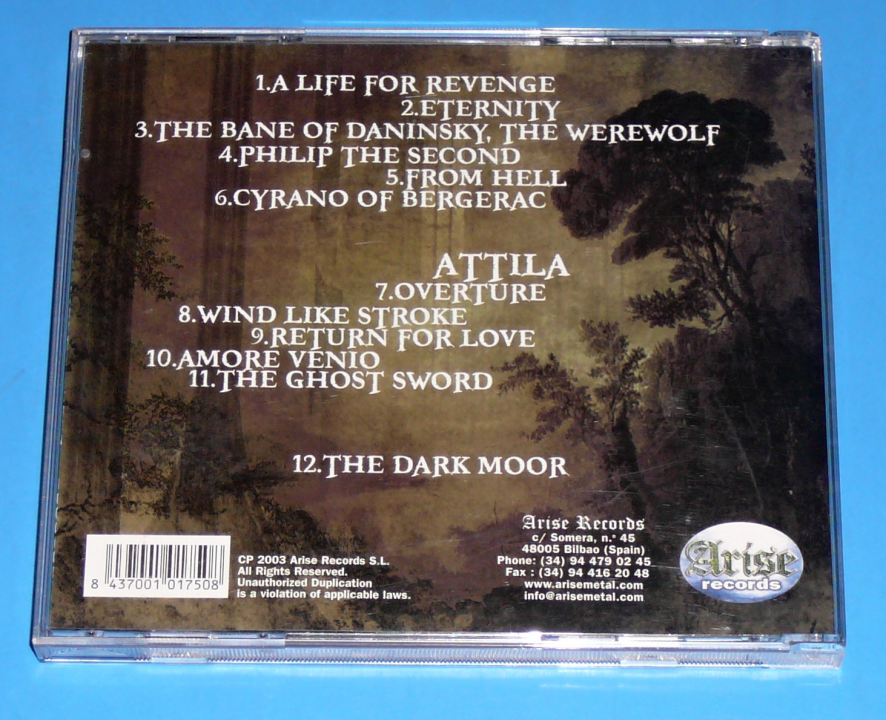 1.A LIFE FOR REVENGE
2.ETERNITY
3.THE BANE OF DANINSKY, THE WEREWOLF
4.PHILIP THE SECOND
5.FROM HELL
6.CYRANO OF BERGERAC
ATTILA
7.OVERTURE
8.WIND LIKE STROKE
9.RETURN FOR LOVE
10.AMORE VENIO
11.THE GHOST SWORD
12.THE DARK MOOR
8 437001 017508
CP 2003 Arise Records S.L.
All Rights Reserved.
Unauthorized Duplication
is a violation of applicable laws.
Arise Records
c/ Somera, n.º 45
48005 Bilbao (Spain)
Phone: (34) 94 479 02 45
Fax : (34) 94 416 20 48
www.arisemetal.com
info@arisemetal.com
Arise
records